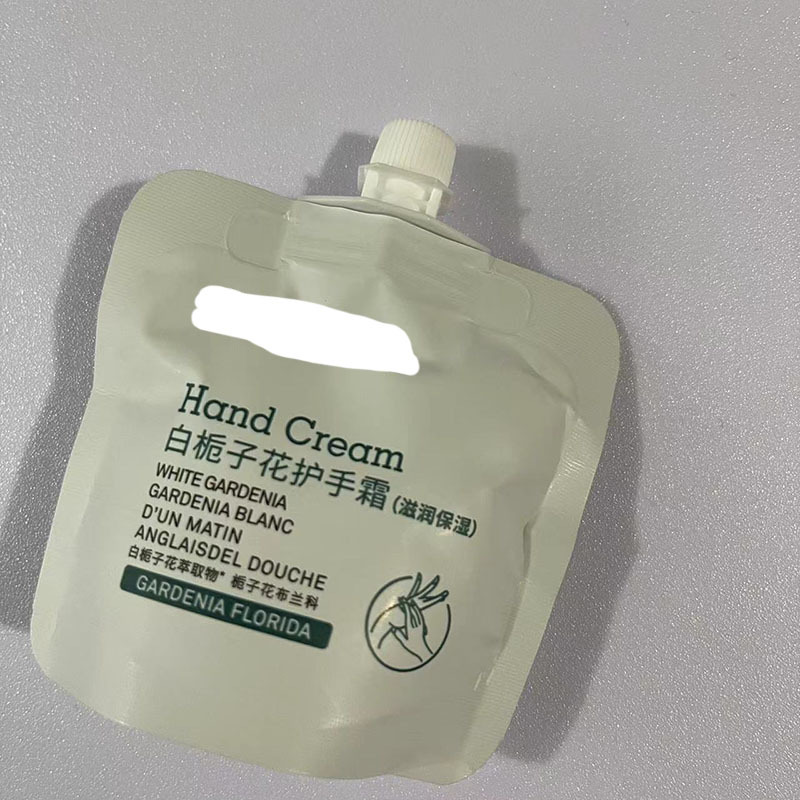 Hand Cream
白栀子花护手霜(滋润保湿)
WHITE GARDENIA
GARDENIA BLANC
D'UN MATIN
ANGLAISDEL DOUCHE
白栀子花萃取物* 栀子花布兰科
GARDENIA FLORIDA